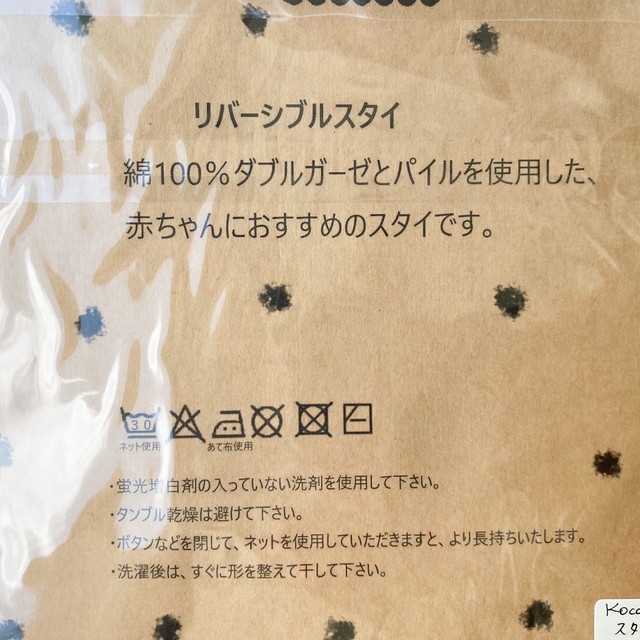 リバーシブルスタイ
綿100%ダブルガーゼとパイルを使用した、
赤ちゃんにおすすめのスタイです。
30
ネット使用
あて布使用
・蛍光増白剤の入っていない洗剤を使用して下さい。
・タンブル乾燥は避けて下さい。
・ボタンなどを閉じて、ネットを使用していただきますと、より長持ちいたします。
・洗濯後は、すぐに形を整えて干して下さい。